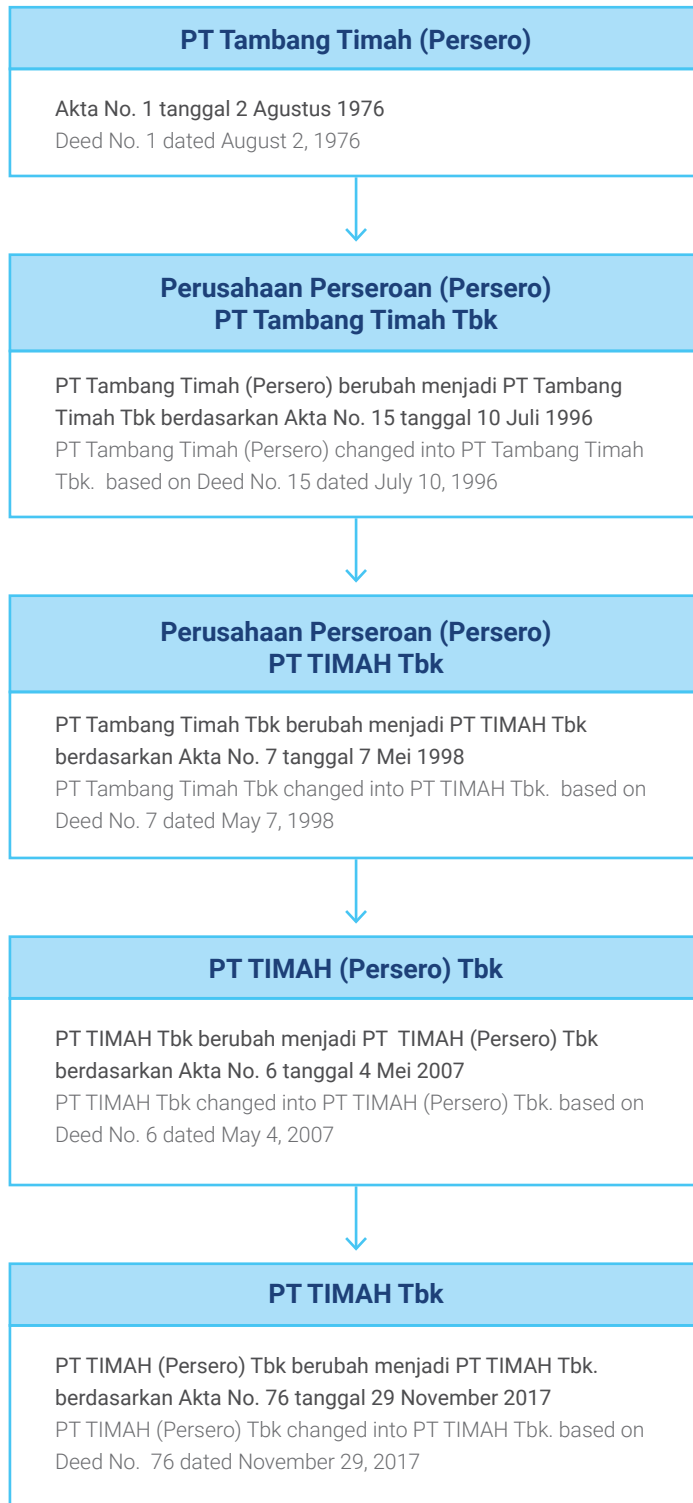 PT Tambang Timah (Persero)
Akta No. 1 tanggal 2 Agustus 1976
Deed No. 1 dated August 2, 1976
Perusahaan Perseroan (Persero)
PT Tambang Timah Tbk
PT Tambang Timah (Persero) berubah menjadi PT Tambang
Timah Tbk berdasarkan Akta No. 15 tanggal 10 Juli 1996
PT Tambang Timah (Persero) changed into PT Tambang Timah
Tbk.  based on Deed No. 15 dated July 10, 1996
Perusahaan Perseroan (Persero)
PT TIMAH Tbk
PT Tambang Timah Tbk berubah menjadi PT TIMAH Tbk
berdasarkan Akta No. 7 tanggal 7 Mei 1998
PT Tambang Timah Tbk changed into PT TIMAH Tbk.  based on
Deed No. 7 dated May 7, 1998
PT TIMAH (Persero) Tbk
PT TIMAH Tbk berubah menjadi PT  TIMAH (Persero) Tbk
berdasarkan Akta No. 6 tanggal 4 Mei 2007
PT TIMAH Tbk changed into PT TIMAH (Persero) Tbk. based on
Deed No. 6 dated May 4, 2007
PT TIMAH Tbk
PT TIMAH (Persero) Tbk berubah menjadi PT TIMAH Tbk.
berdasarkan Akta No. 76 tanggal 29 November 2017
PT TIMAH (Persero) Tbk changed into PT TIMAH Tbk. based on
Deed No.  76 dated November 29, 2017